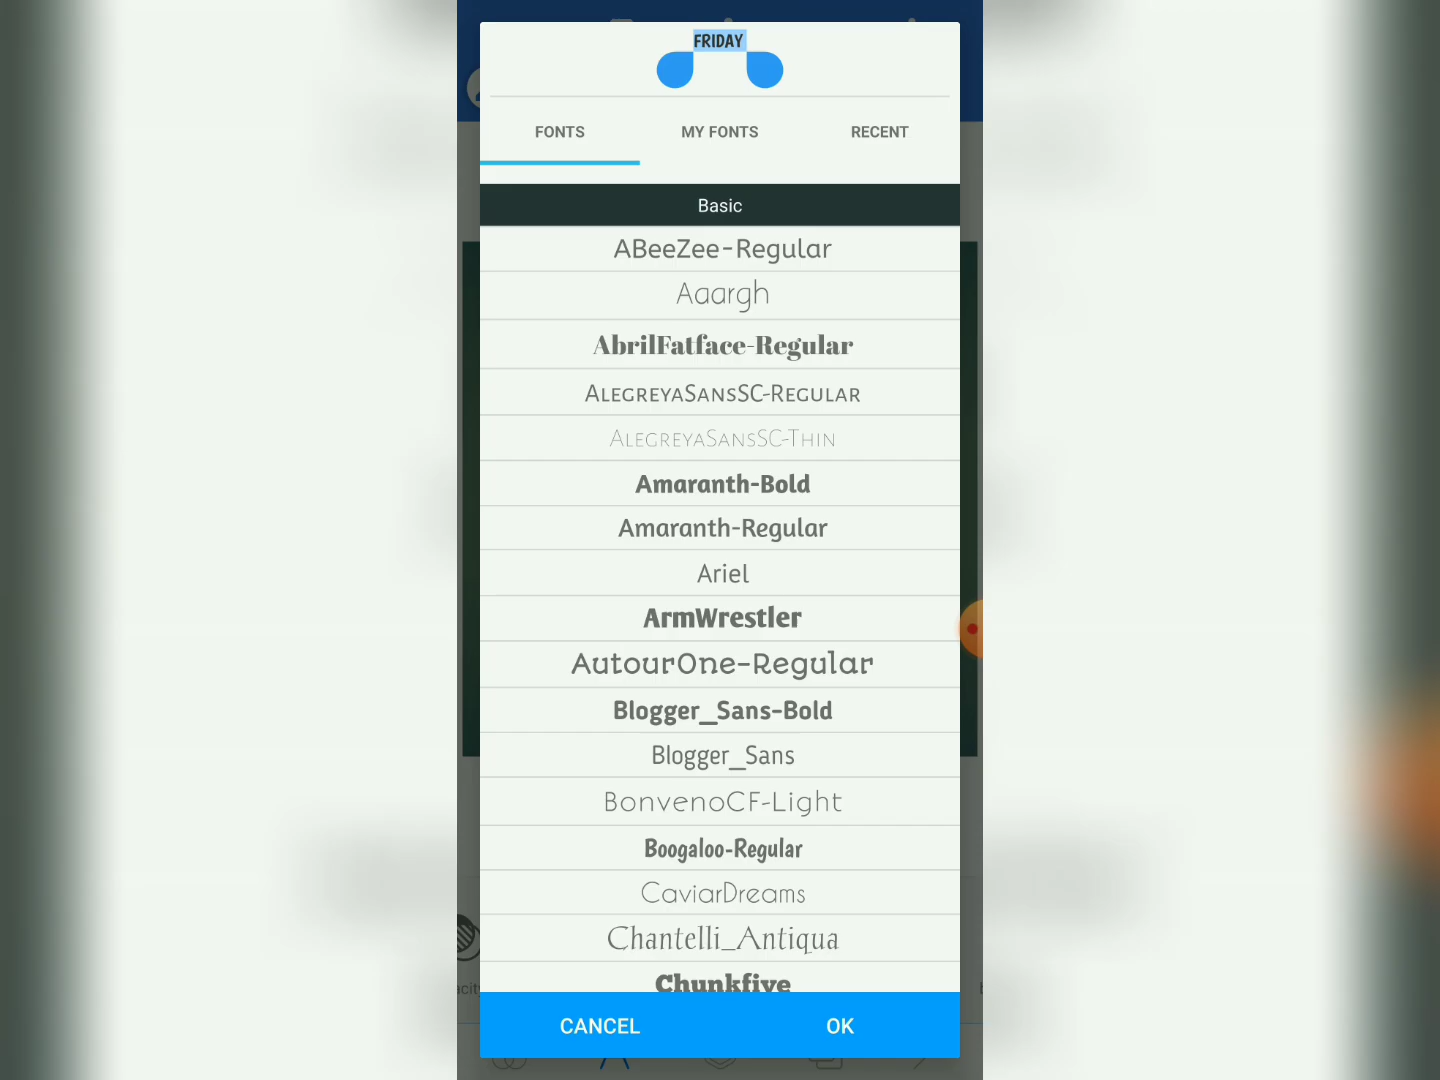 FRIDAY
FONTS MY FONTS RECENT
Basic
ABeeZee-Regular
Aaargh
AbrilFatface-Regular
AlegreyaSansSC-Regular
AlegreyaSansSC-Thin
Amaranth-Bold
Amaranth-Regular
Ariel
ArmWrestler
AutourOne-Regular
Blogger_Sans-Bold
Blogger_Sans
BonvenoCF-Light
Boogaloo-Regular
CaviarDreams
Chantelli_Antiqua
Chunkfive
CANCEL OK